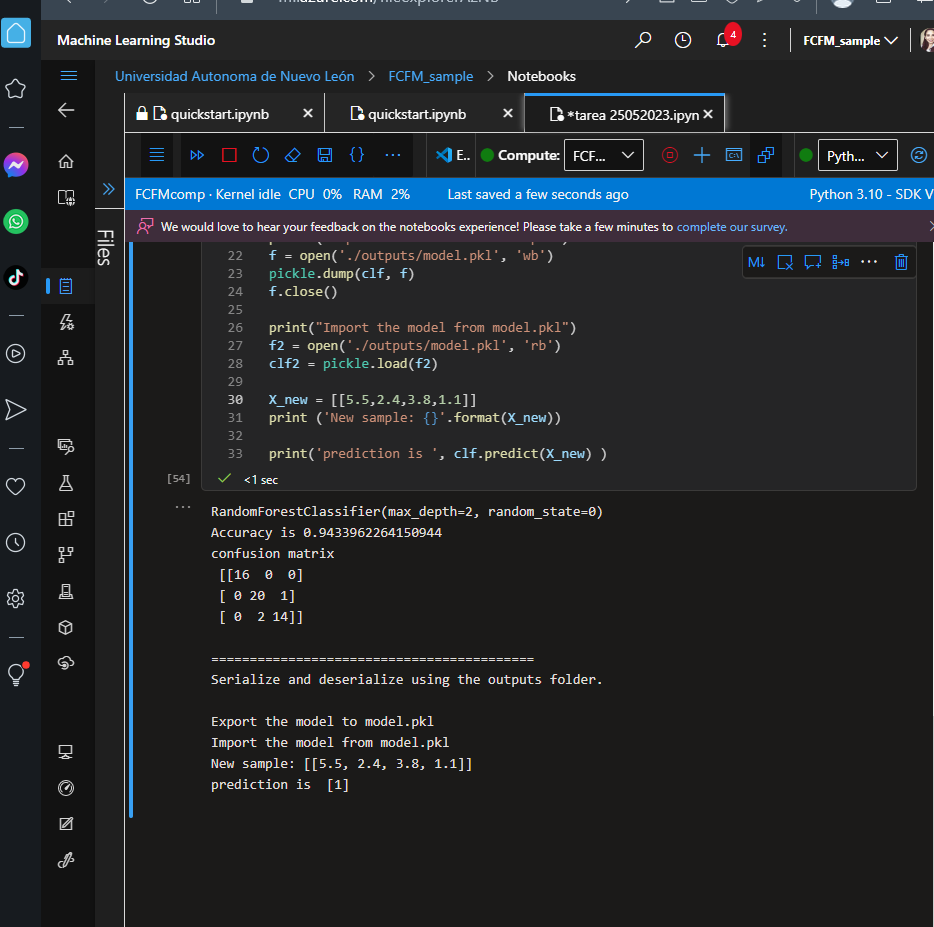 Machine Learning Studio
4
FCFM_sample
Universidad Autonoma de Nuevo León > FCFM_sample > Notebooks
quickstart.ipynb
quickstart.ipynb
*tarea 25052023.ipyn
E.. Compute: FCF... Pyth...
FCFMcomp · Kernel idle CPU 0% RAM 2% Last saved a few seconds ago Python 3.10 - SDK V
We would love to hear your feedback on the notebooks experience! Please take a few minutes to complete our survey.
Files
22 f = open('./outputs/model.pkl', 'wb')
23 pickle.dump(clf, f)
24 f.close()
25
26 print("Import the model from model.pkl")
27 f2 = open('./outputs/model.pkl', 'rb')
28 clf2 = pickle.load(f2)
29
30 X_new = [[5.5,2.4,3.8,1.1]]
31 print ('New sample: {}'.format(X_new))
32
33 print('prediction is ', clf.predict(X_new) )
[54] <1 sec
RandomForestClassifier(max_depth=2, random_state=0)
Accuracy is 0.9433962264150944
confusion matrix
[[16  0  0]
[ 0 20  1]
[ 0  2 14]]
==========================================
Serialize and deserialize using the outputs folder.
Export the model to model.pkl
Import the model from model.pkl
New sample: [[5.5, 2.4, 3.8, 1.1]]
prediction is  [1]